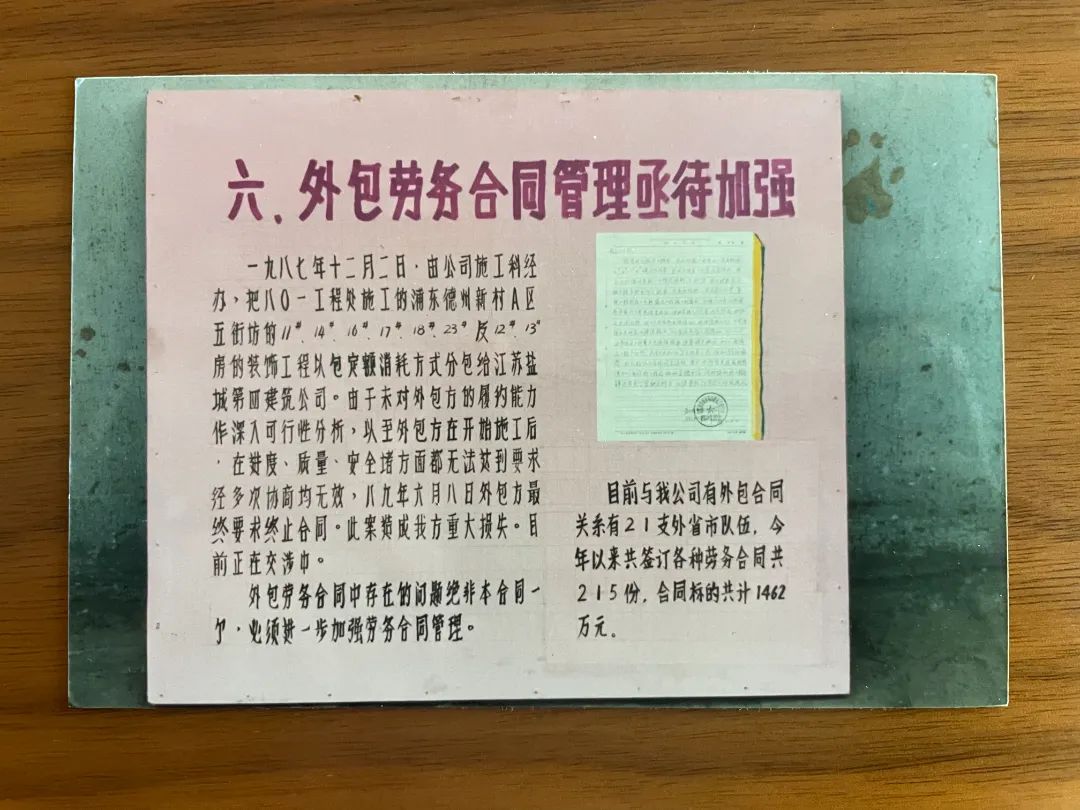 六、外包劳务合同管理亟待加强
一九八七年十二月二日,由公司施工科经
办,把八〇一工程处施工的浦东德州新村A区
五街坊的11#、14#、16#、17#、18#、23#及12#、13#
房的装饰工程以包定额消耗方式分包给江苏盐
城第四建筑公司。由于未对外包方的履约能力
作深入可行性分析,以至外包方在开始施工后
,在进度、质量、安全诸方面都无法达到要求
经多次协商均无效,八九年六月八日外包方最
终要求终止合同。此案造成我方重大损失。目
前正在交涉中。
外包劳务合同中存在的问题绝非本合同一
欠,必须进一步加强劳务合同管理。
目前与我公司有外包合同
关系有21支外省市队伍,今
年以来共签订各种劳务合同共
215份,合同标的共计1462
万元。